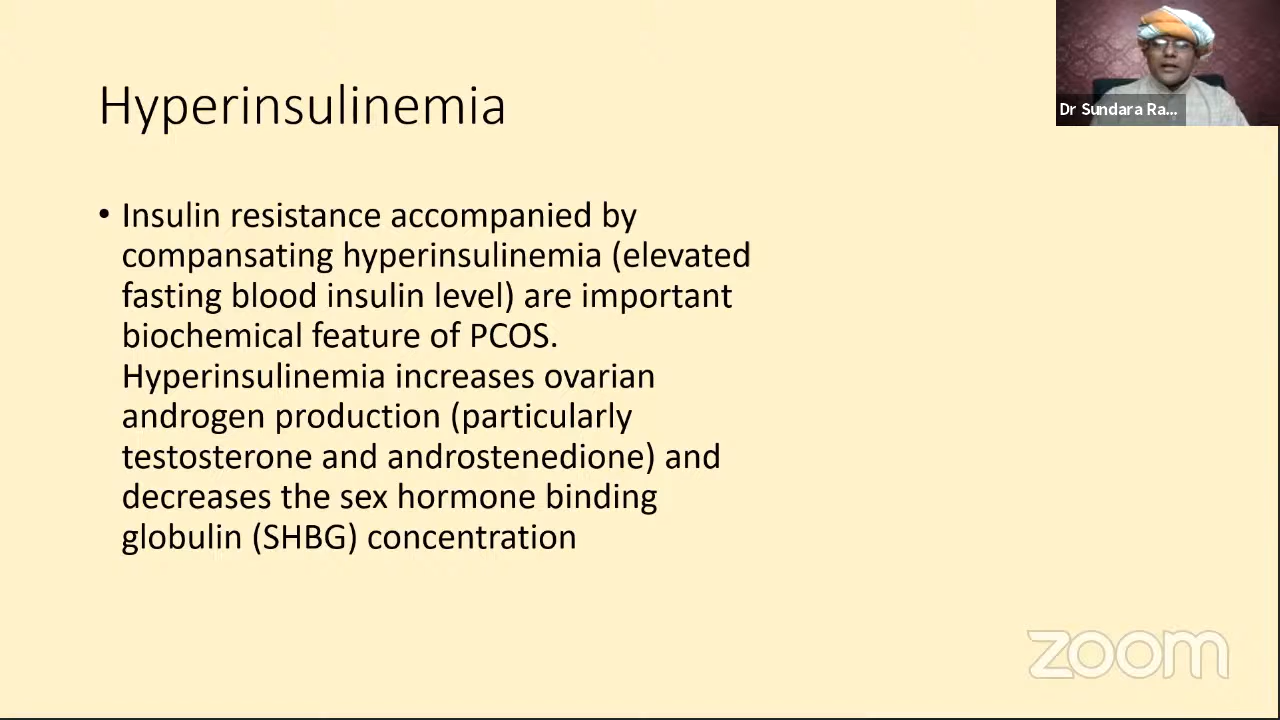 Hyperinsulinemia
Dr Sundara Ra...
• Insulin resistance accompanied by
compansating hyperinsulinemia (elevated
fasting blood insulin level) are important
biochemical feature of PCOS.
Hyperinsulinemia increases ovarian
androgen production (particularly
testosterone and androstenedione) and
decreases the sex hormone binding
globulin (SHBG) concentration
zoom